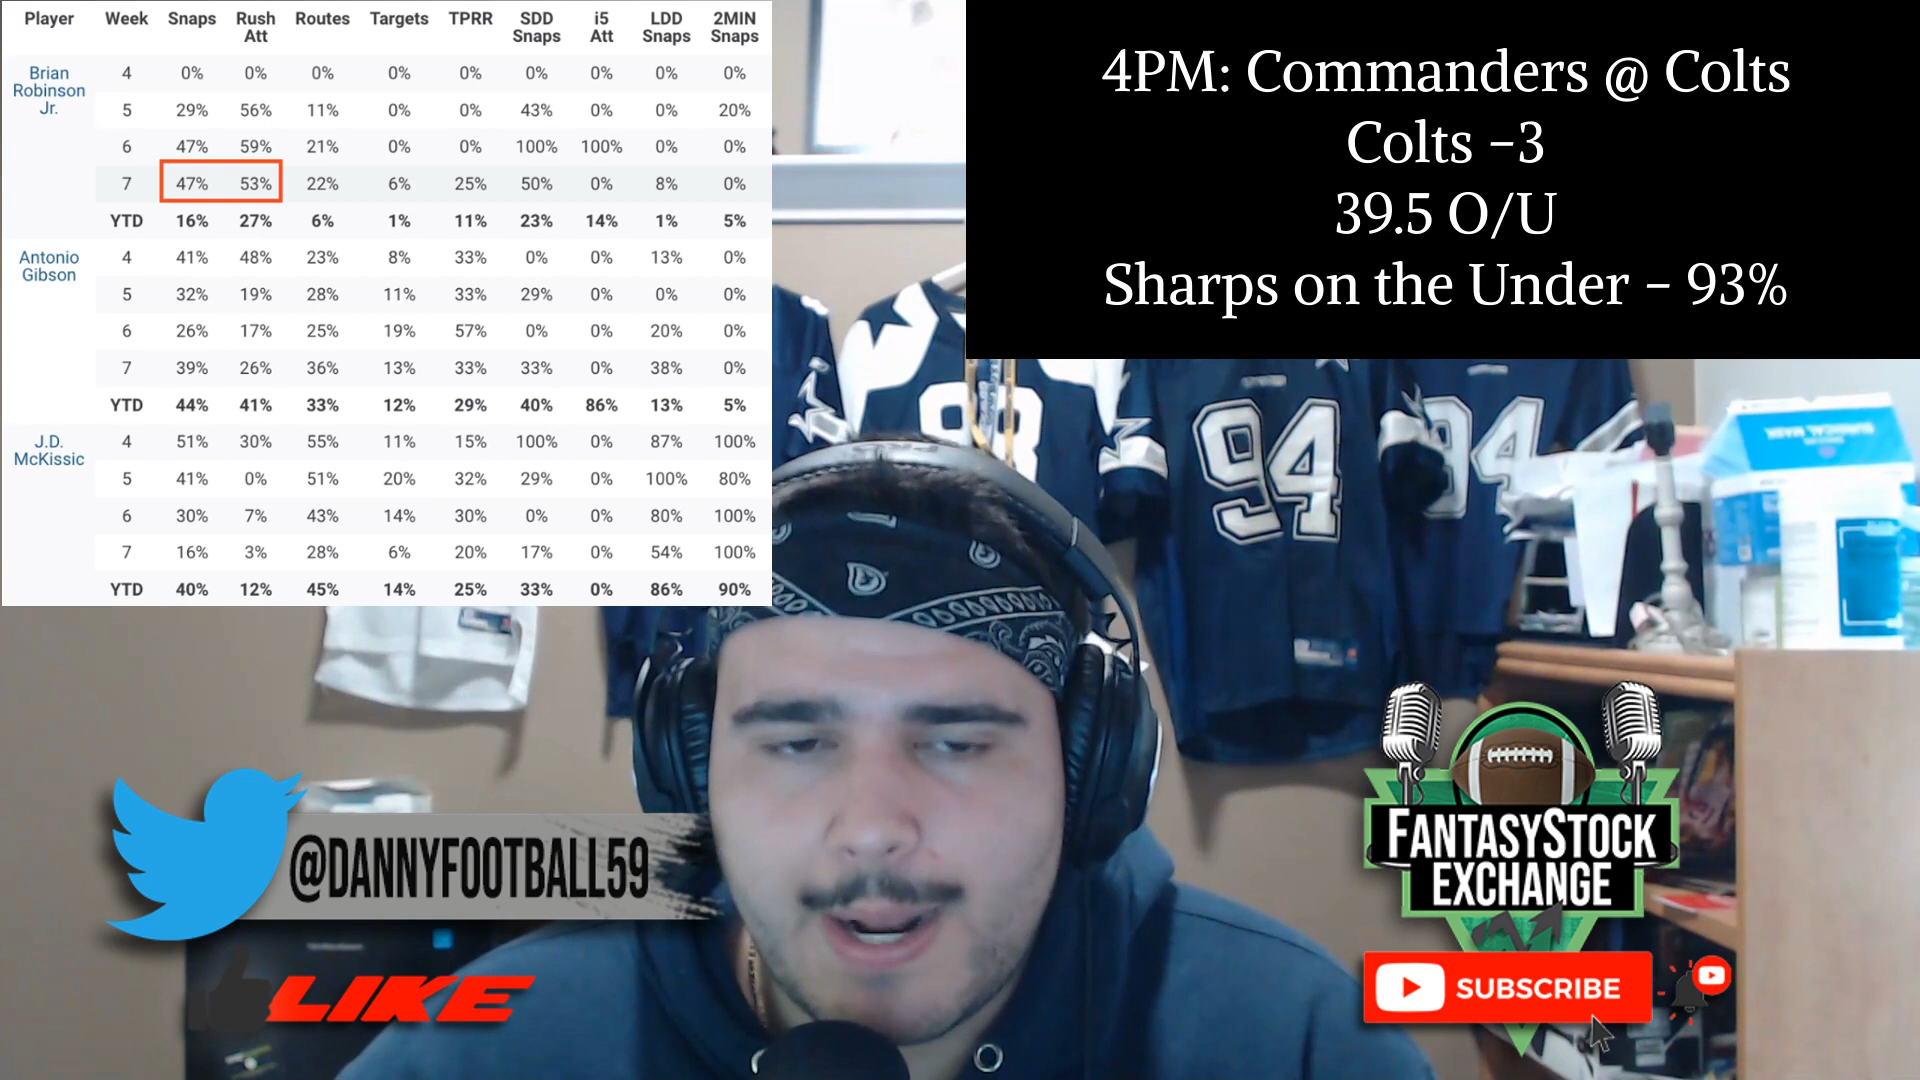 Player Week Snaps Rush Att Routes Targets TPRR SDD Snaps i5 Att LDD Snaps 2MIN Snaps
Brian Robinson Jr. 4 0% 0% 0% 0% 0% 0% 0% 0% 0%
5 29% 56% 11% 0% 0% 43% 0% 0% 20%
6 47% 59% 21% 0% 0% 100% 100% 0% 0%
7 47% 53% 22% 6% 25% 50% 0% 8% 0%
YTD 16% 27% 6% 1% 11% 23% 14% 1% 5%
Antonio Gibson 4 41% 48% 23% 8% 33% 0% 0% 13% 0%
5 32% 19% 28% 11% 33% 29% 0% 0% 0%
6 26% 17% 25% 19% 57% 0% 0% 20% 0%
7 39% 26% 36% 13% 33% 33% 0% 38% 0%
YTD 44% 41% 33% 12% 29% 40% 86% 13% 5%
J.D. McKissic 4 51% 30% 55% 11% 15% 100% 0% 87% 100%
5 41% 0% 51% 20% 32% 29% 0% 100% 80%
6 30% 7% 43% 14% 30% 0% 0% 80% 100%
7 16% 3% 28% 6% 20% 17% 0% 54% 100%
YTD 40% 12% 45% 14% 25% 33% 0% 86% 90%
4PM: Commanders @ Colts
Colts -3
39.5 O/U
Sharps on the Under - 93%
94
94
@DANNYFOOTBALL59
LIKE
FANTASYSTOCK
EXCHANGE
SUBSCRIBE